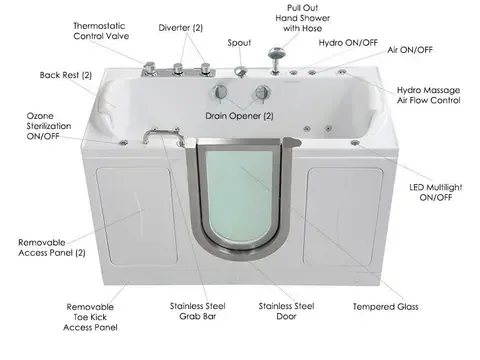 Thermostatic
Control Valve
Diverter (2)
Pull Out
Hand Shower
with Hose
Spout
Hydro ON/OFF
Air ON/OFF
Back Rest (2)
Hydro Massage
Air Flow Control
Drain Opener (2)
Ozone
Sterilization
ON/OFF
LED Multilight
ON/OFF
Removable
Access Panel (2)
Removable
Toe Kick
Access Panel
Stainless Steel
Grab Bar
Stainless Steel
Door
Tempered Glass